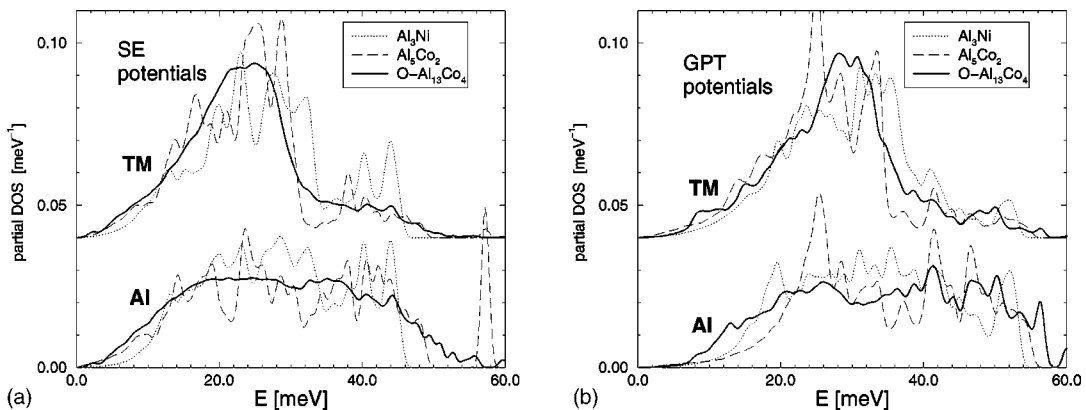 0.10
0.05
0.00
partial DOS [meV⁻¹]
SE
potentials
Al₃Ni
Al₅Co₂
O−Al₁₃Co₄
TM
Al
0.0 20.0 40.0 60.0
E [meV]
(a)
0.10
0.05
0.00
partial DOS [meV⁻¹]
GPT
potentials
Al₃Ni
Al₅Co₂
O−Al₁₃Co₄
TM
Al
0.0 20.0 40.0 60.0
E [meV]
(b)